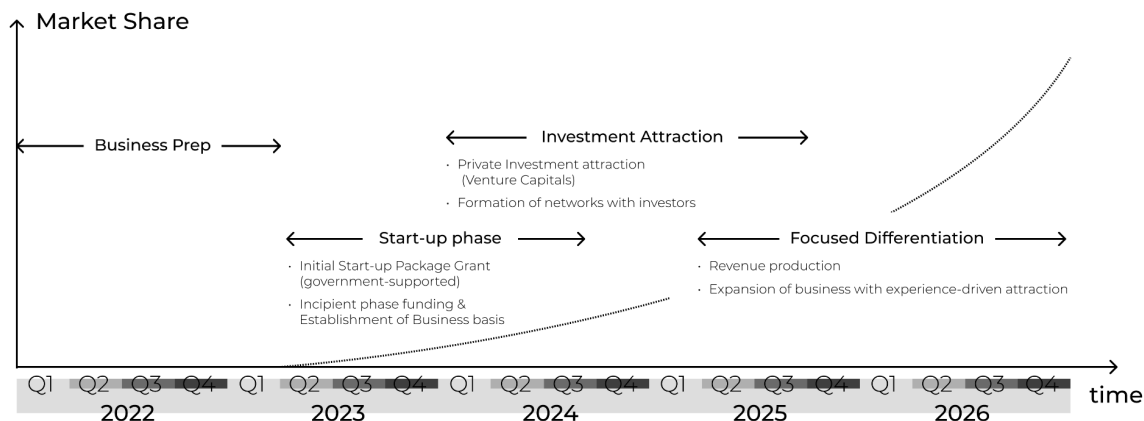 Market Share
Business Prep
Investment Attraction
· Private Investment attraction
(Venture Capitals)
· Formation of networks with investors
Start-up phase
· Initial Start-up Package Grant
(government-supported)
· Incipient phase funding &
Establishment of Business basis
Focused Differentiation
· Revenue production
· Expansion of business with experience-driven attraction
Q1 Q2 Q3 Q4 Q1 Q2 Q3 Q4 Q1 Q2 Q3 Q4 Q1 Q2 Q3 Q4 Q1 Q2 Q3 Q4
time
2022 2023 2024 2025 2026